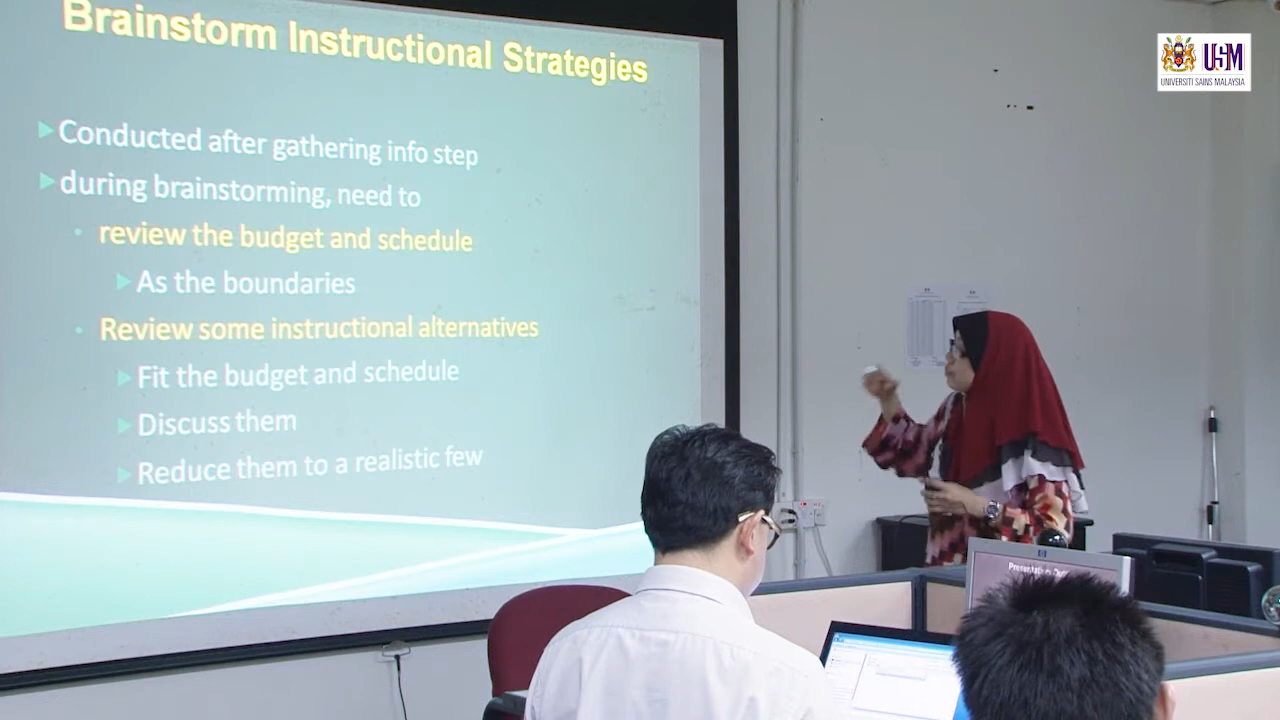 Brainstorm Instructional Strategies
Conducted after gathering info step
during brainstorming, need to
review the budget and schedule
As the boundaries
Review some instructional alternatives
Fit the budget and schedule
Discuss them
Reduce them to a realistic few
USM
UNIVERSITI SAINS MALAYSIA
hp